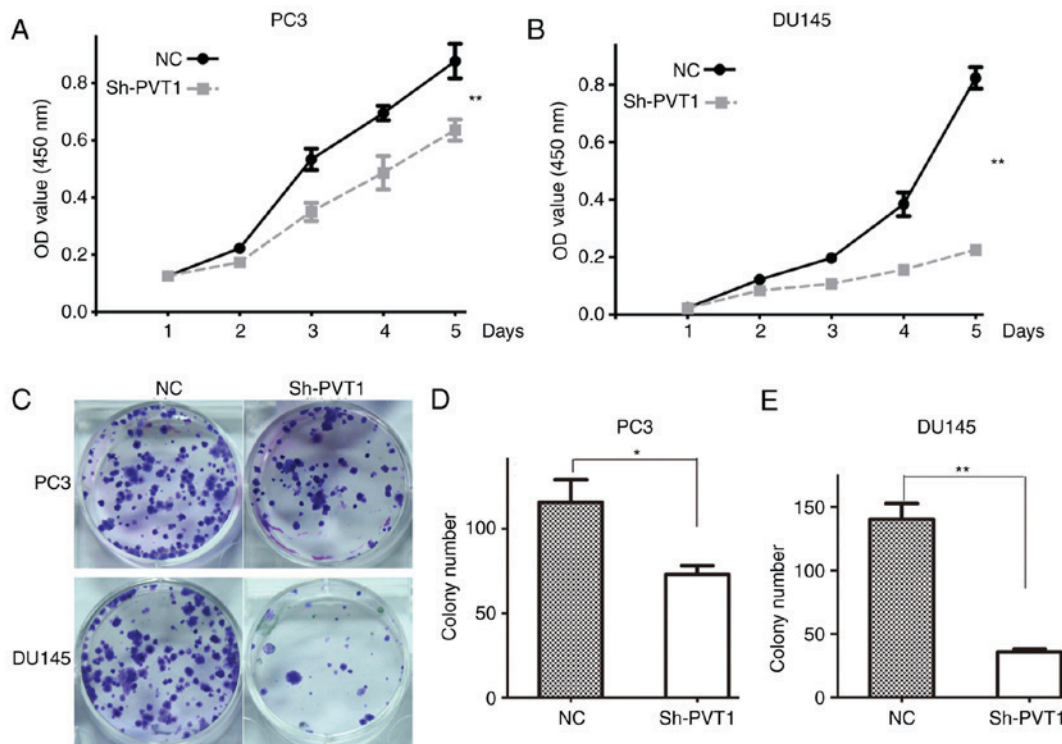 A
PC3
NC
Sh-PVT1
**
OD value (450 nm)
0.8
0.6
0.4
0.2
0.0
1 2 3 4 5 Days
B
DU145
NC
Sh-PVT1
**
OD value (450 nm)
0.8
0.6
0.4
0.2
0.0
1 2 3 4 5 Days
C
NC Sh-PVT1
PC3
DU145
D
PC3
*
Colony number
100
50
0
NC Sh-PVT1
E
DU145
**
Colony number
150
100
50
0
NC Sh-PVT1